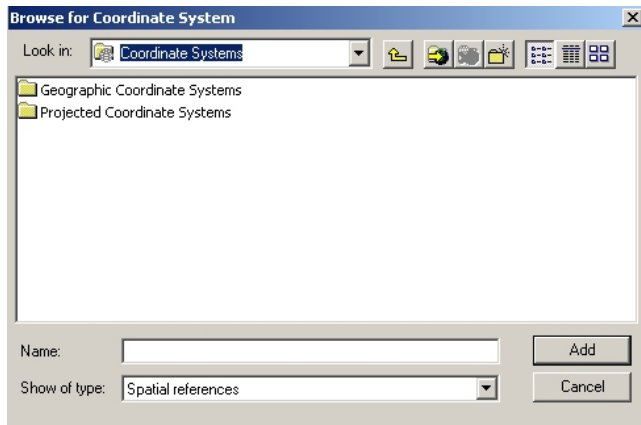 Browse for Coordinate System
Look in: Coordinate Systems
Geographic Coordinate Systems
Projected Coordinate Systems
Name: Add
Show of type: Spatial references Cancel